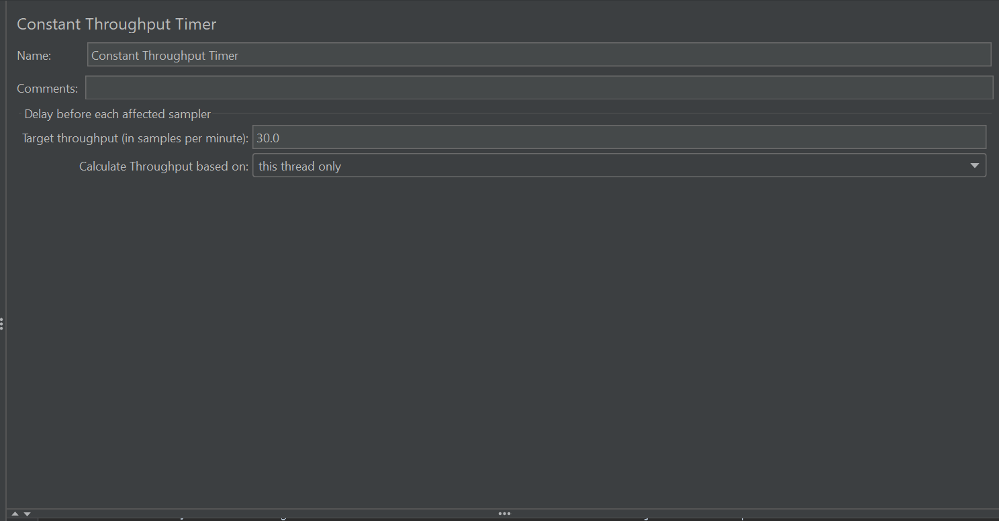 Constant Throughput Timer
Name: Constant Throughput Timer
Comments:
Delay before each affected sampler
Target throughput (in samples per minute): 30.0
Calculate Throughput based on: this thread only